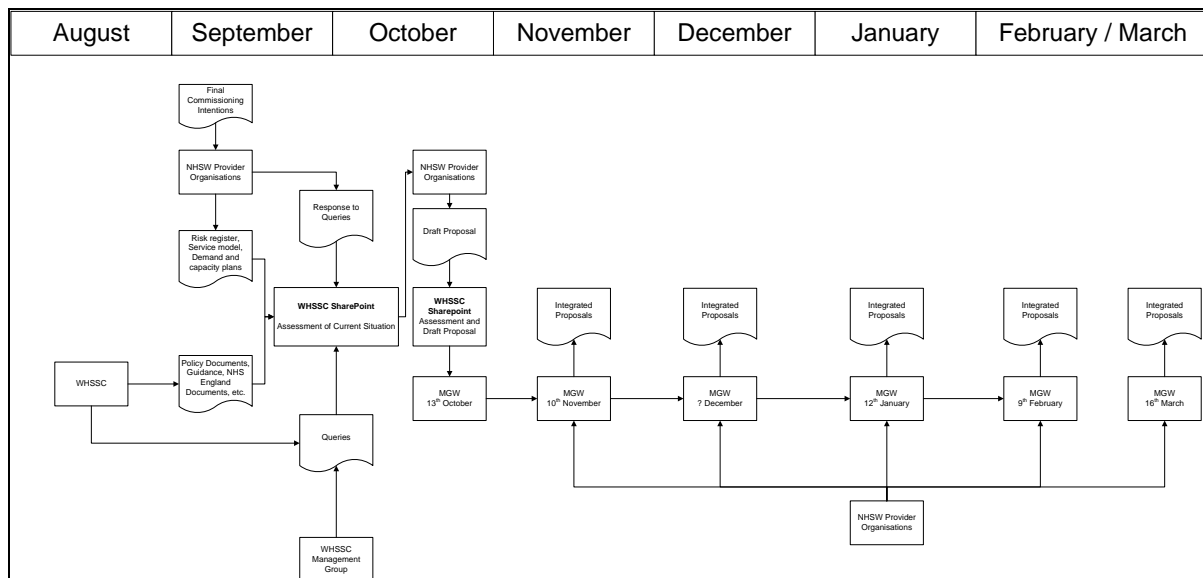 August
September
October
November
December
January
February / March
Final
Commissioning
Intentions
NHSW Provider
Organisations
Risk register,
Service model,
Demand and
capacity plans
Response to
Queries
WHSSC SharePoint
Assessment of Current Situation
WHSSC
Policy Documents,
Guidance, NHS
England
Documents, etc.
Queries
WHSSC
Management
Group
NHSW Provider
Organisations
Draft Proposal
WHSSC
Sharepoint
Assessment and
Draft Proposal
MGW
13th October
Integrated
Proposals
MGW
10th November
Integrated
Proposals
MGW
? December
Integrated
Proposals
MGW
12th January
Integrated
Proposals
MGW
9th February
Integrated
Proposals
MGW
16th March
NHSW Provider
Organisations